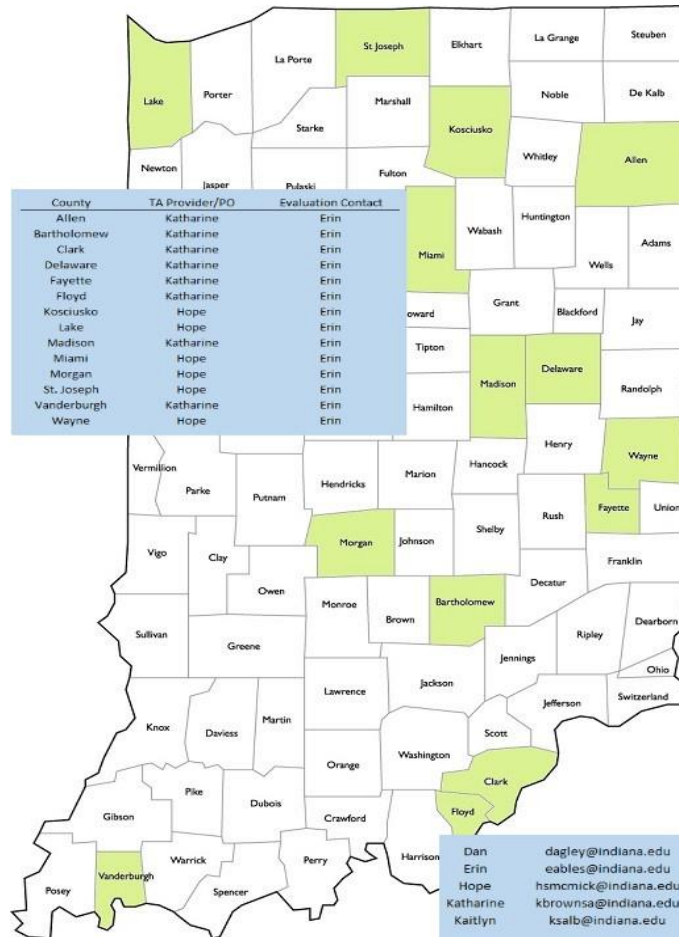 St Joseph
Elkhart
La Grange
Steuben
La Porte
Lake
Porter
Marshall
Noble
De Kalb
Starke
Kosciusko
Whitley
Allen
Newton
Jasper
Pulaski
Fulton
County TA Provider/PO Evaluation Contact
Allen Katharine Erin
Bartholomew Katharine Erin
Clark Katharine Erin
Delaware Katharine Erin
Fayette Katharine Erin
Floyd Katharine Erin
Kosciusko Hope Erin
Lake Hope Erin
Madison Katharine Erin
Miami Hope Erin
Morgan Hope Erin
St. Joseph Hope Erin
Vanderburgh Katharine Erin
Wayne Hope Erin
Wabash
Huntington
Miami
Wells
Adams
Grant
Blackford
Jay
oward
Tipton
Madison
Delaware
Hamilton
Randolph
Henry
Wayne
Vermillion
Parke
Putnam
Hendricks
Marion
Hancock
Fayette
Union
Rush
Shelby
Morgan
Johnson
Franklin
Vigo
Clay
Owen
Decatur
Monroe
Brown
Bartholomew
Dearborn
Sullivan
Greene
Ripley
Jennings
Ohio
Jackson
Lawrence
Switzerland
Jefferson
Knox
Daviess
Martin
Scott
Washington
Orange
Clark
Pike
Dubois
Gibson
Crawford
Floyd
Harrison
Warrick
Perry
Posey
Vanderburgh
Spencer
Dan dagley@indiana.edu
Erin eables@indiana.edu
Hope hsmcmick@indiana.edu
Katharine kbrownsa@indiana.edu
Kaitlyn ksalb@indiana.edu